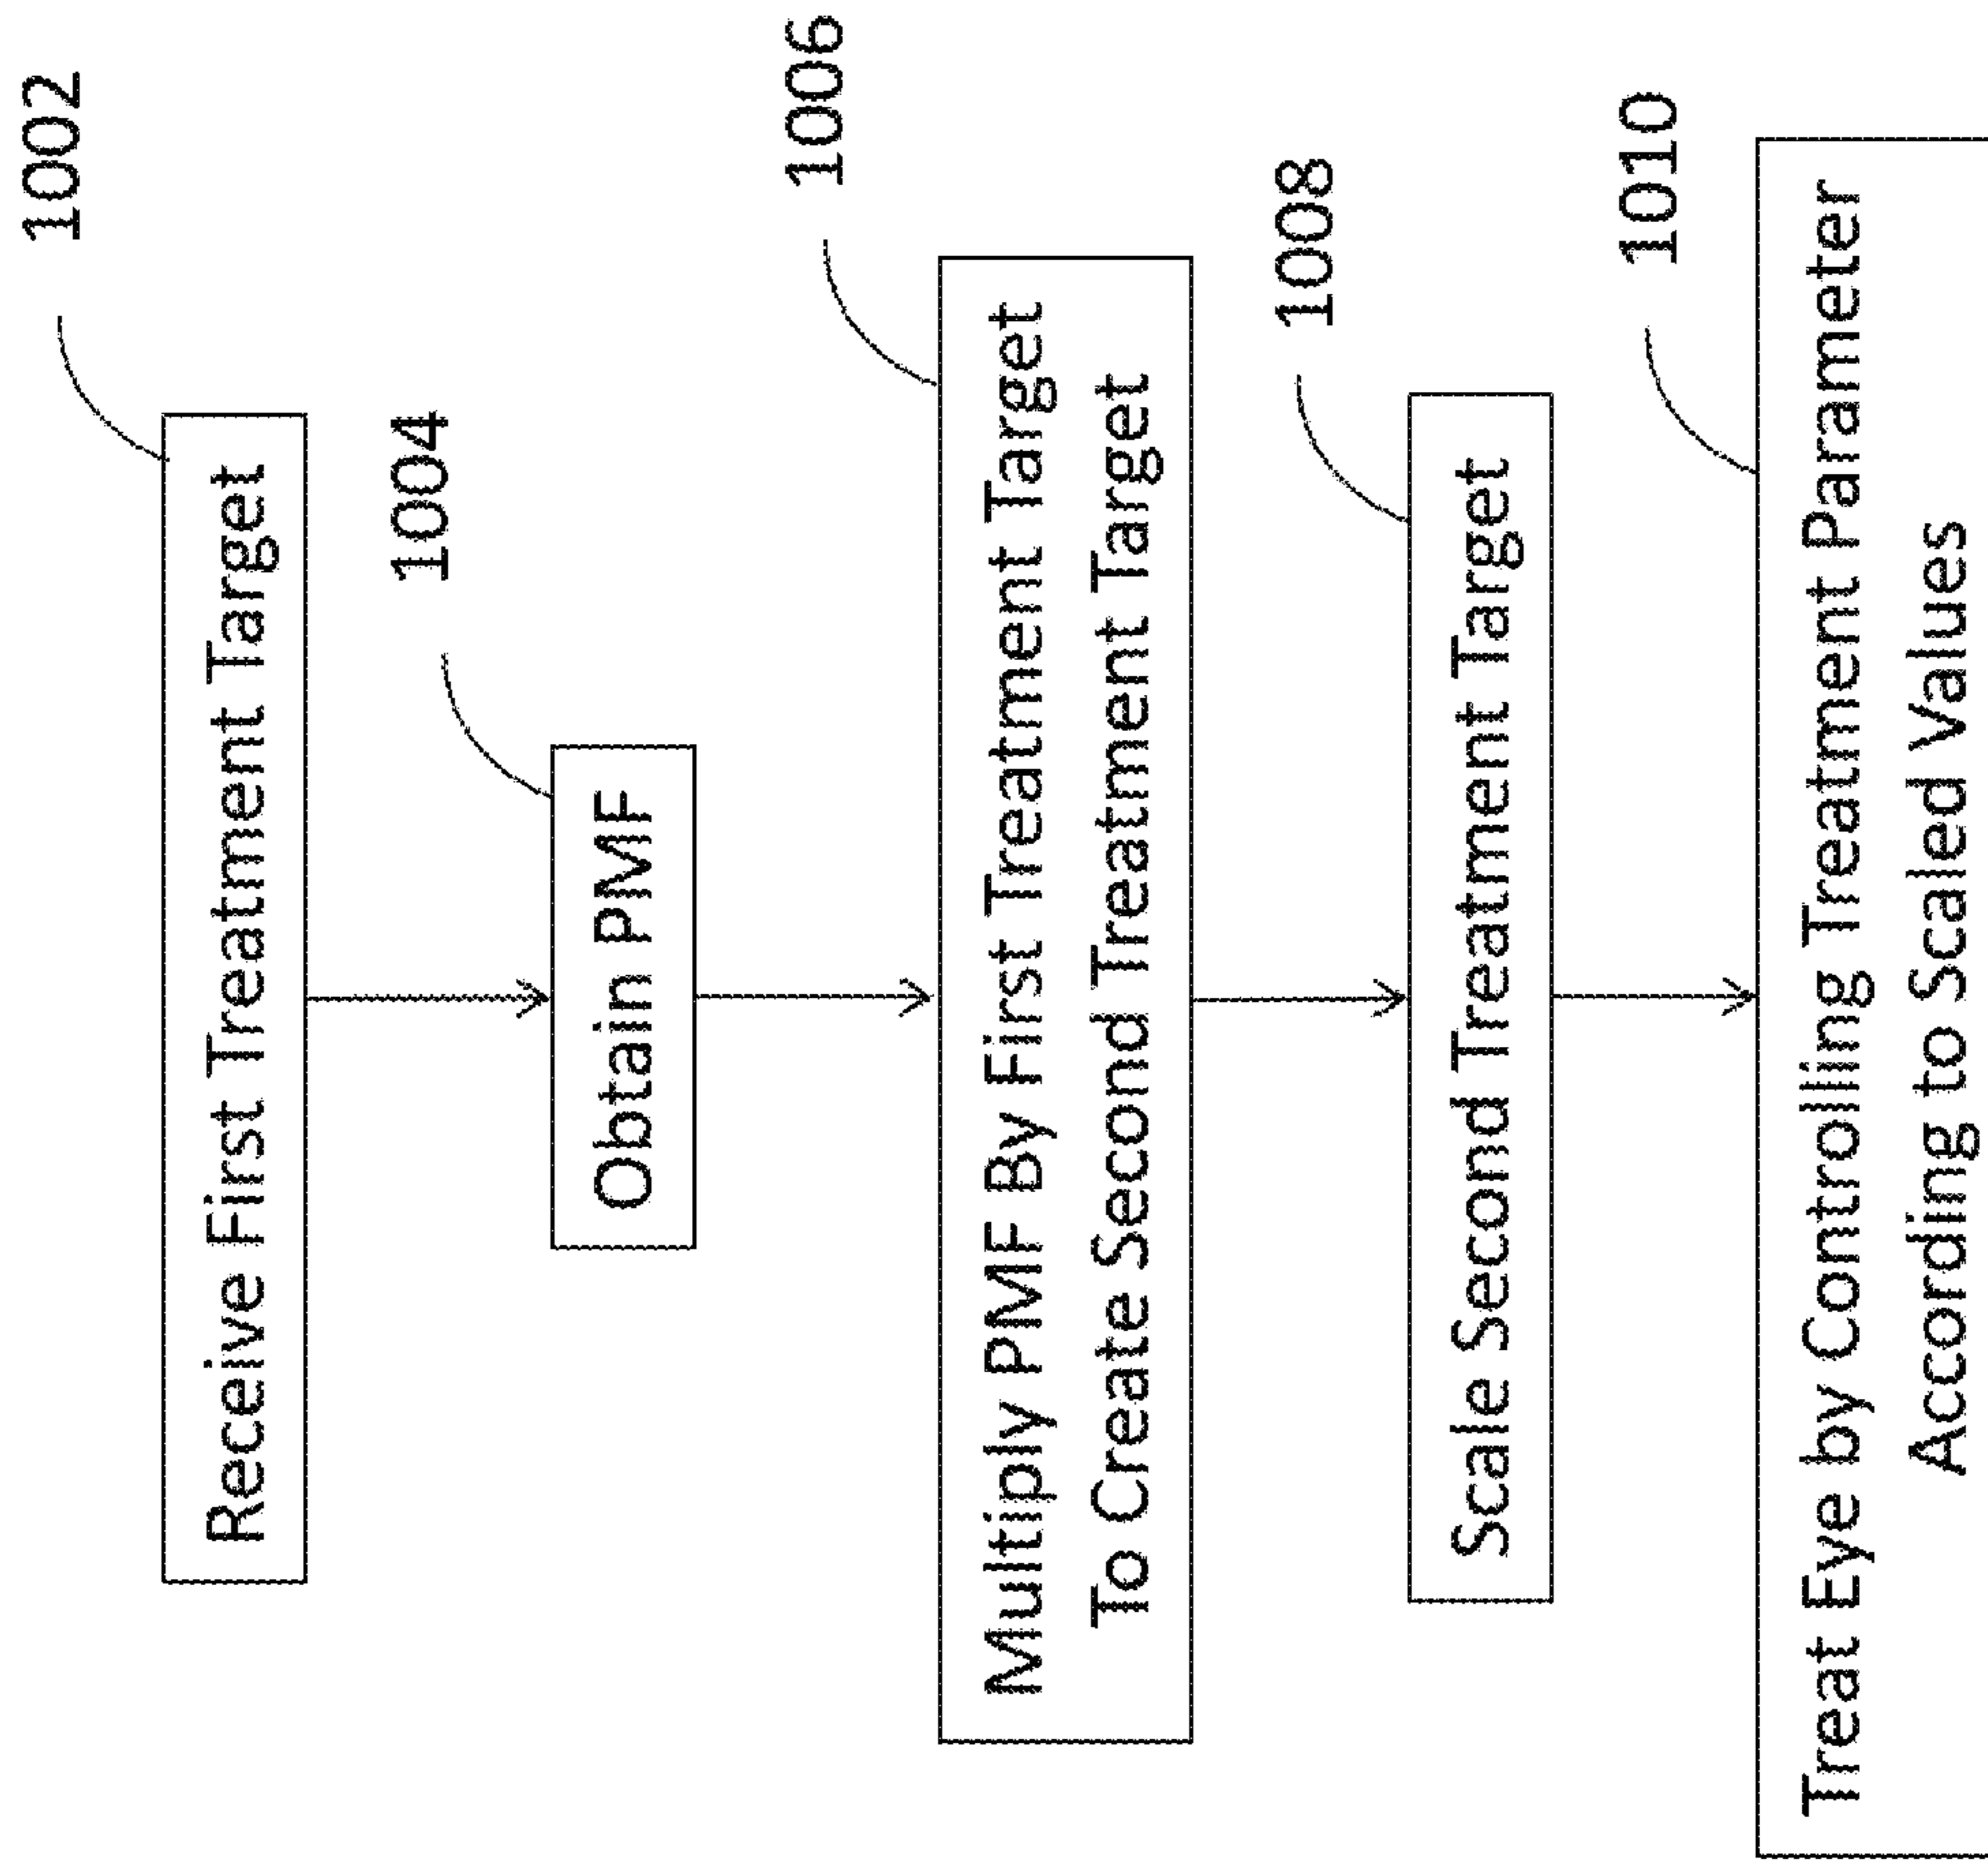 1002
Receive First Treatment Target
1004
Obtain PMF
1006
Multiply PMF By First Treatment Target
To Create Second Treatment Target
1008
Scale Second Treatment Target
1010
Treat Eye by Controlling Treatment Parameter
According to Scaled Values